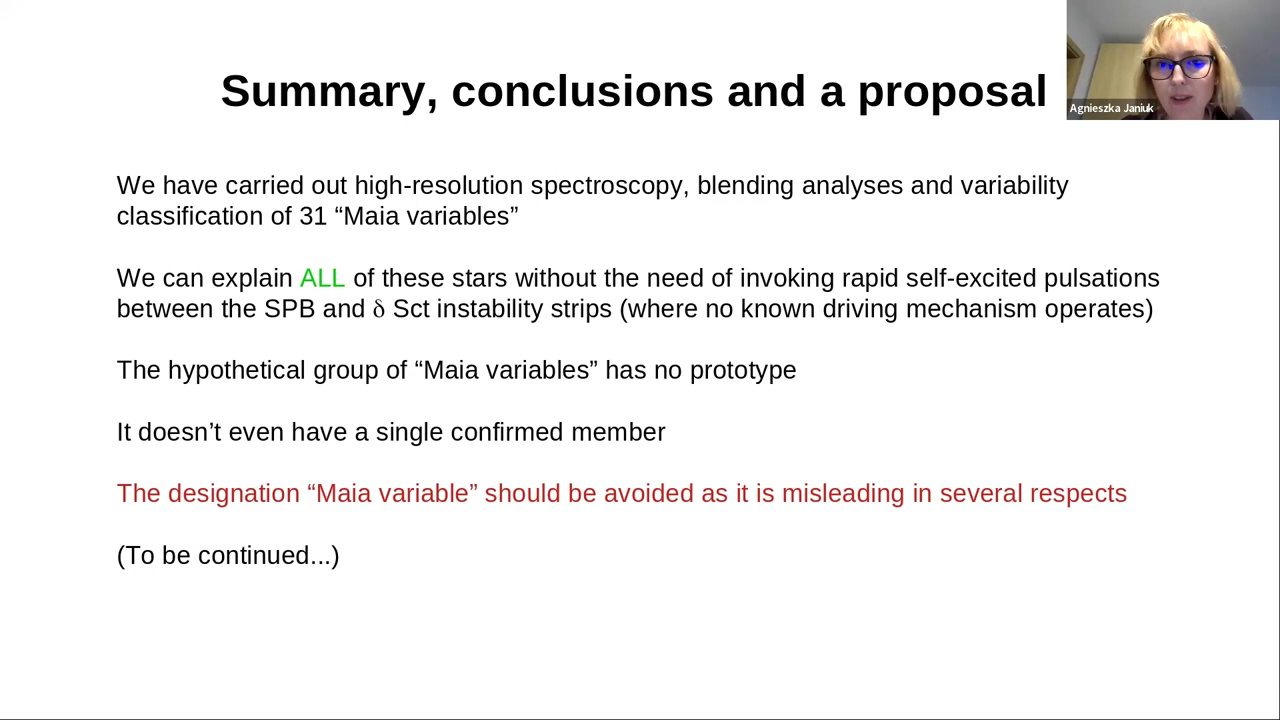 Summary, conclusions and a proposal
Agnieszka Janiuk
We have carried out high-resolution spectroscopy, blending analyses and variability
classification of 31 “Maia variables”
We can explain ALL of these stars without the need of invoking rapid self-excited pulsations
between the SPB and δ Sct instability strips (where no known driving mechanism operates)
The hypothetical group of “Maia variables” has no prototype
It doesn’t even have a single confirmed member
The designation “Maia variable” should be avoided as it is misleading in several respects
(To be continued...)